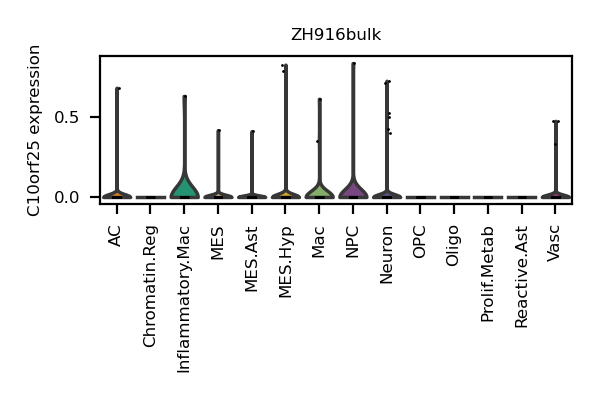 ZH916bulk
C10orf25 expression
0.5
0.0
AC
Chromatin.Reg
Inflammatory.Mac
MES
MES.Ast
MES.Hyp
Mac
NPC
Neuron
OPC
Oligo
Prolif.Metab
Reactive.Ast
Vasc